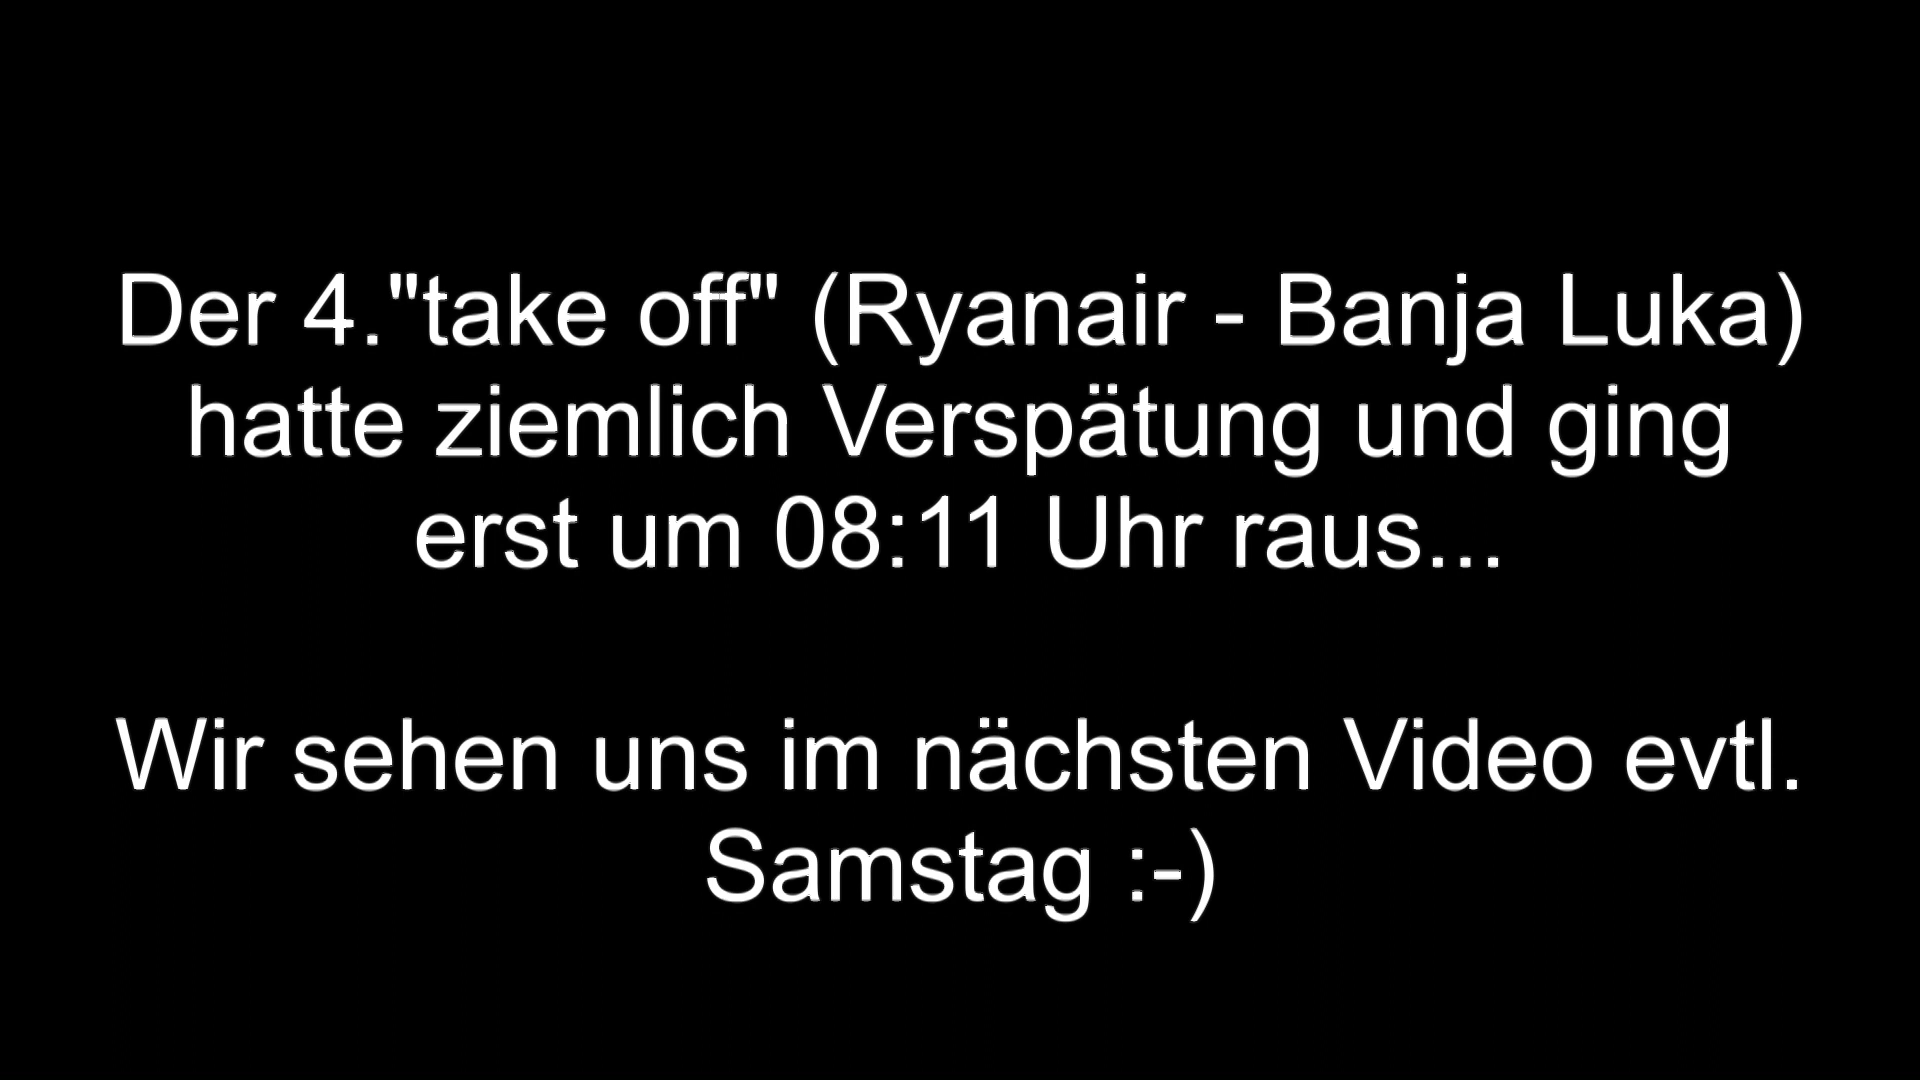 Der 4."take off" (Ryanair - Banja Luka)
hatte ziemlich Verspätung und ging
erst um 08:11 Uhr raus...
Wir sehen uns im nächsten Video evtl.
Samstag :-)